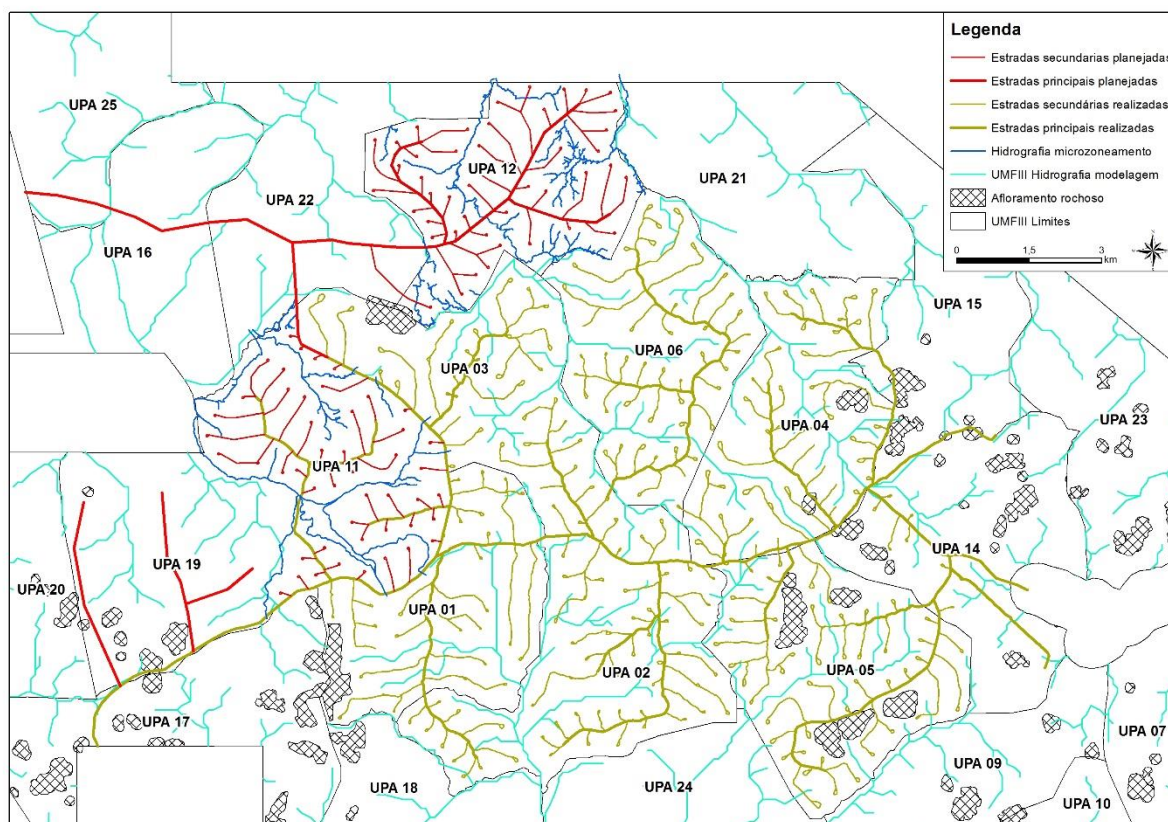 Legenda
Estradas secundarias planejadas
Estradas principais planejadas
Estradas secundárias realizadas
Estradas principais realizadas
Hidrografia microzoneamento
UMFIII Hidrografia modelagem
Afloramento rochoso
UMFIII Limites
0 1,5 3
km
UPA 25
UPA 12
UPA 21
UPA 22
UPA 16
UPA 15
UPA 06
UPA 03
UPA 23
UPA 04
UPA 11
UPA 14
UPA 19
UPA 20
UPA 01
UPA 02
UPA 05
UPA 17
UPA 07
UPA 09
UPA 18
UPA 24
UPA 10